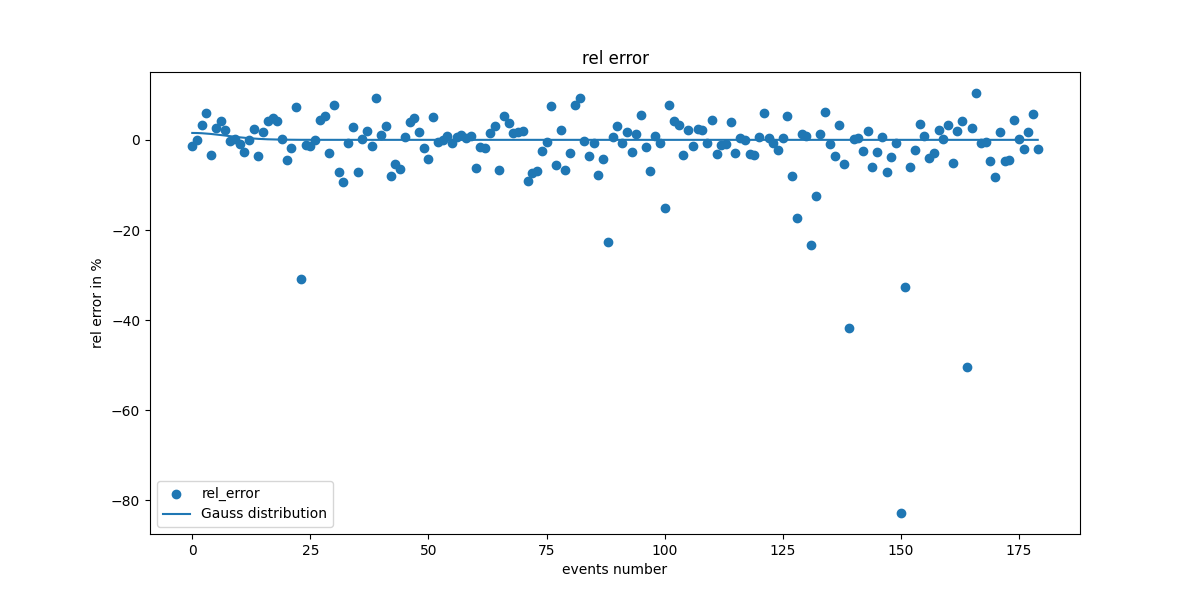 rel error
0
−20
−40
−60
−80
rel error in %
rel_error
Gauss distribution
0 25 50 75 100 125 150 175
events number